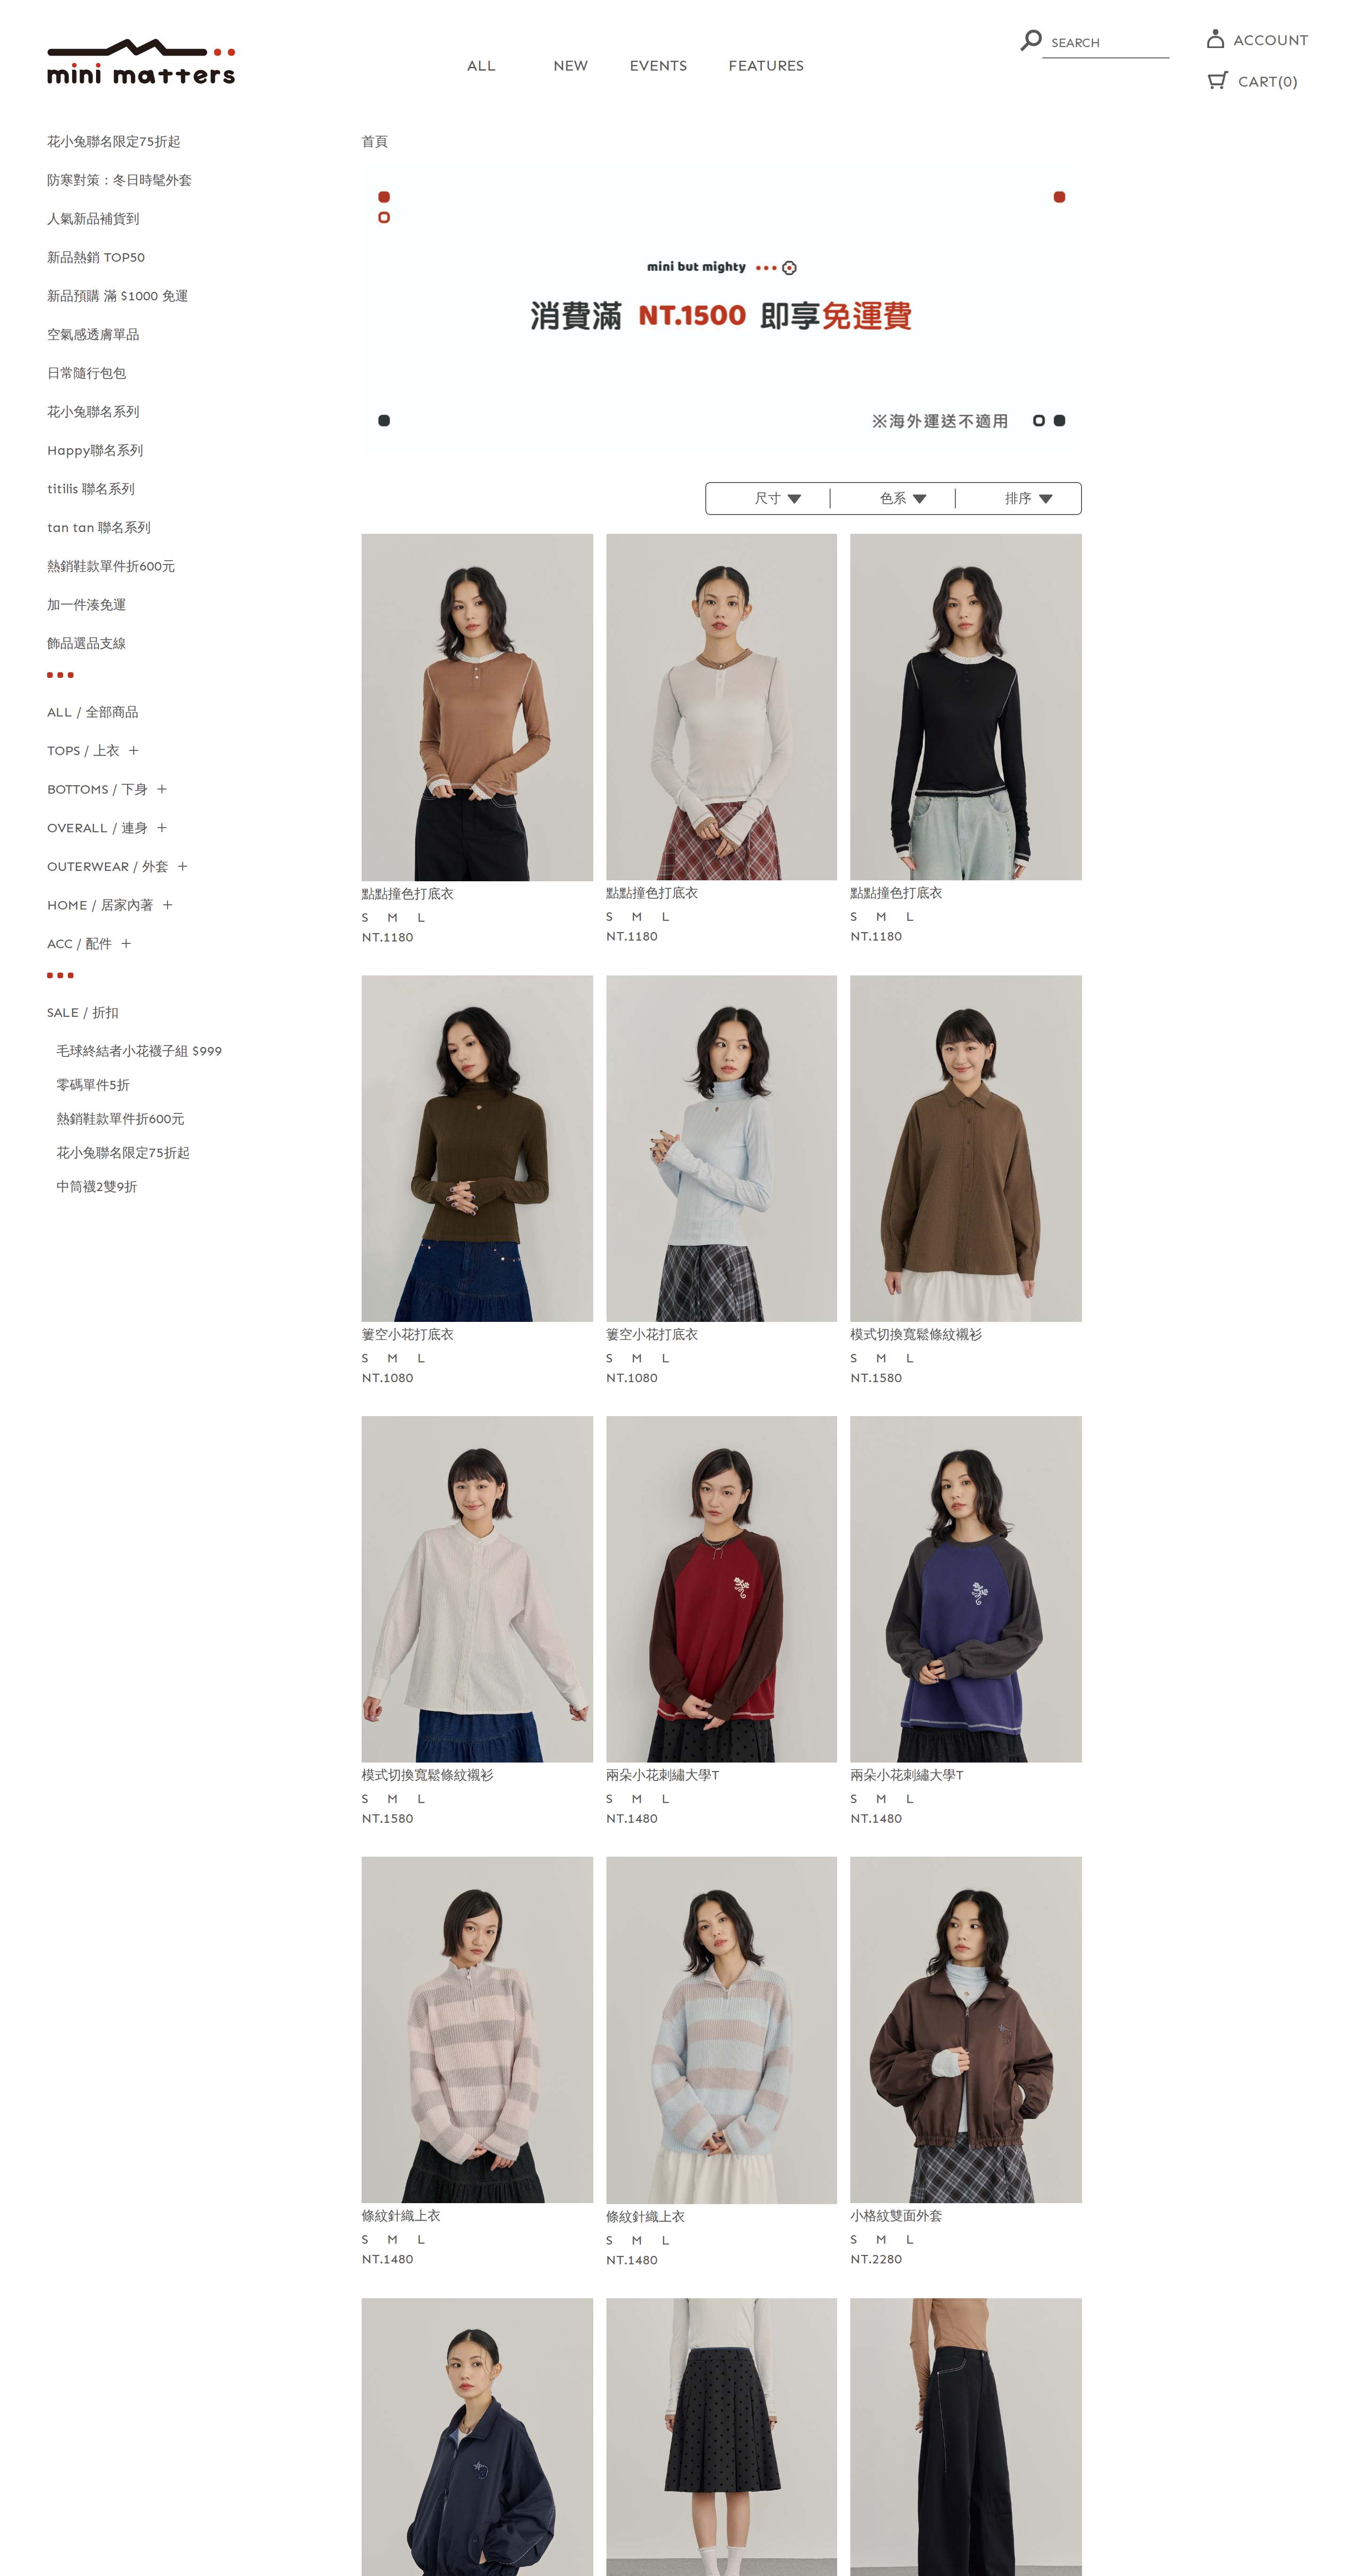 mini matters
ALL
NEW
EVENTS
FEATURES
SEARCH
ACCOUNT
CART(0)
花小兔聯名限定75折起
防寒對策：冬日時髦外套
人氣新品補貨到
新品熱銷 TOP50
新品預購 滿 $1000 免運
空氣感透膚單品
日常隨行包包
花小兔聯名系列
Happy聯名系列
titilis 聯名系列
tan tan 聯名系列
熱銷鞋款單件折600元
加一件湊免運
飾品選品支線
ALL / 全部商品
TOPS / 上衣 +
BOTTOMS / 下身 +
OVERALL / 連身 +
OUTERWEAR / 外套 +
HOME / 居家內著 +
ACC / 配件 +
SALE / 折扣
毛球終結者小花襪子組 $999
零碼單件5折
熱銷鞋款單件折600元
花小兔聯名限定75折起
中筒襪2雙9折
首頁
mini but mighty
消費滿 NT.1500 即享免運費
※海外運送不適用
尺寸
色系
排序
點點撞色打底衣
S M L
NT.1180
點點撞色打底衣
S M L
NT.1180
點點撞色打底衣
S M L
NT.1180
簍空小花打底衣
S M L
NT.1080
簍空小花打底衣
S M L
NT.1080
模式切換寬鬆條紋襯衫
S M L
NT.1580
模式切換寬鬆條紋襯衫
S M L
NT.1580
兩朵小花刺繡大學T
S M L
NT.1480
兩朵小花刺繡大學T
S M L
NT.1480
條紋針織上衣
S M L
NT.1480
條紋針織上衣
S M L
NT.1480
小格紋雙面外套
S M L
NT.2280